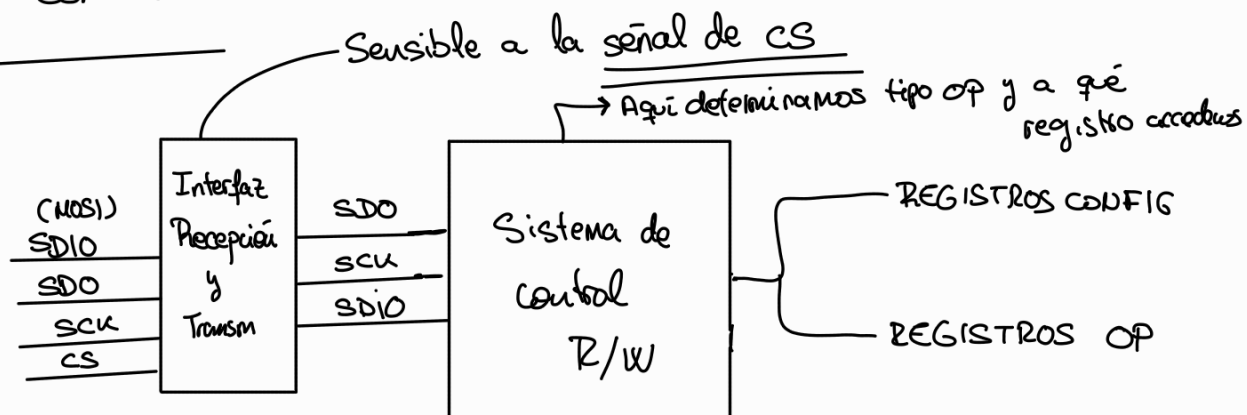 Sensible a la señal de CS
Aquí determinamos tipo OP y a qué
registro accedemos
Interfaz
Recepción
y
Transm
(MOSI)
SDIO
SDO
SCK
CS
SDO
SCK
SDiO
Sistema de
control
R/W
REGISTROS CONFIG
REGISTROS OP